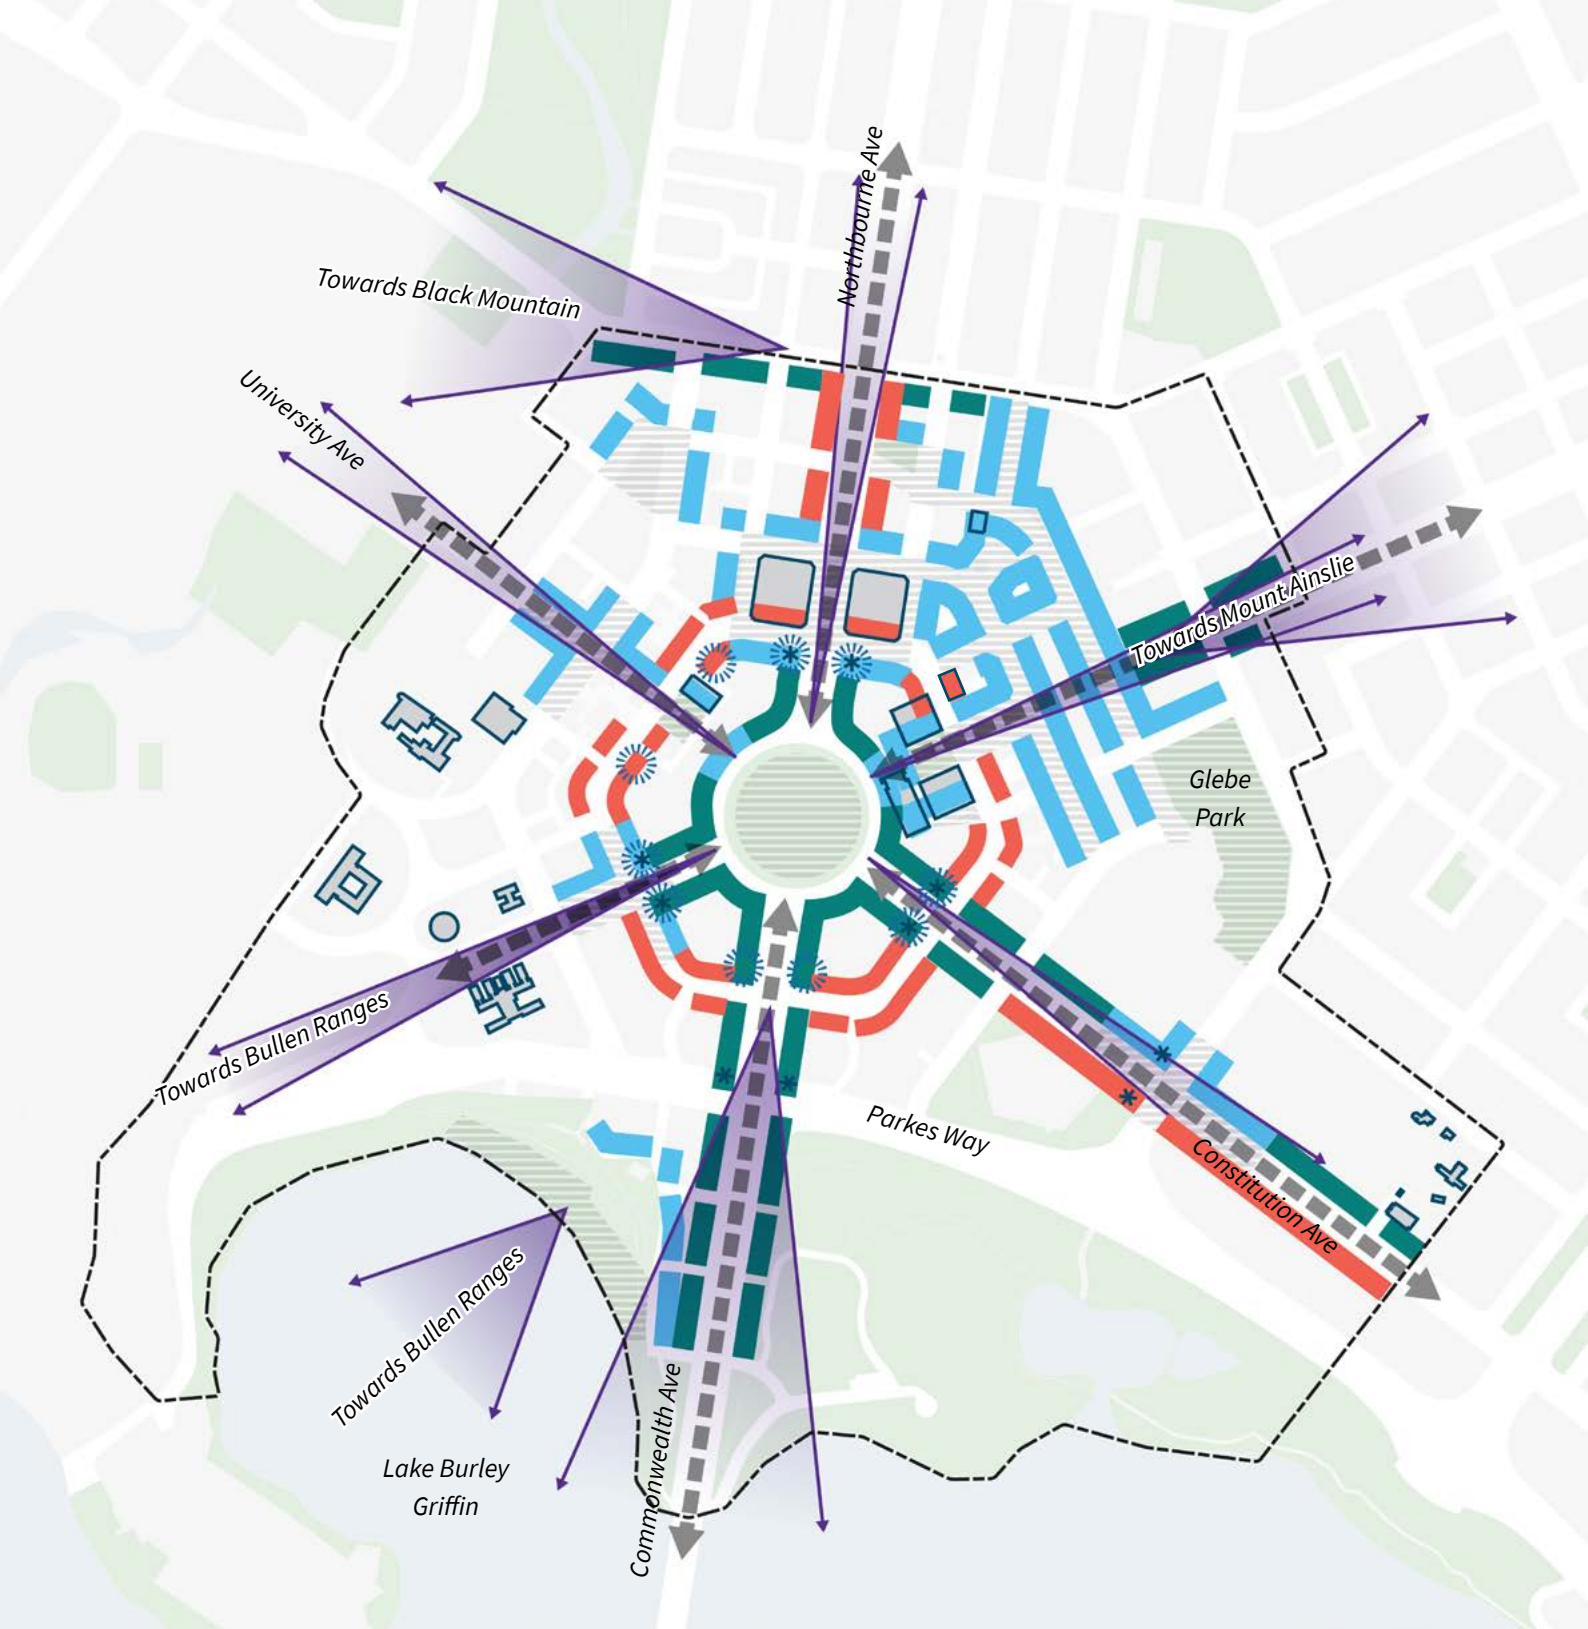 Northbourne Ave
Towards Black Mountain
University Ave
Towards Mount Ainslie
Glebe
Park
Towards Bullen Ranges
Parkes Way
Constitution Ave
Towards Bullen Ranges
Commonwealth Ave
Lake Burley
Griffin